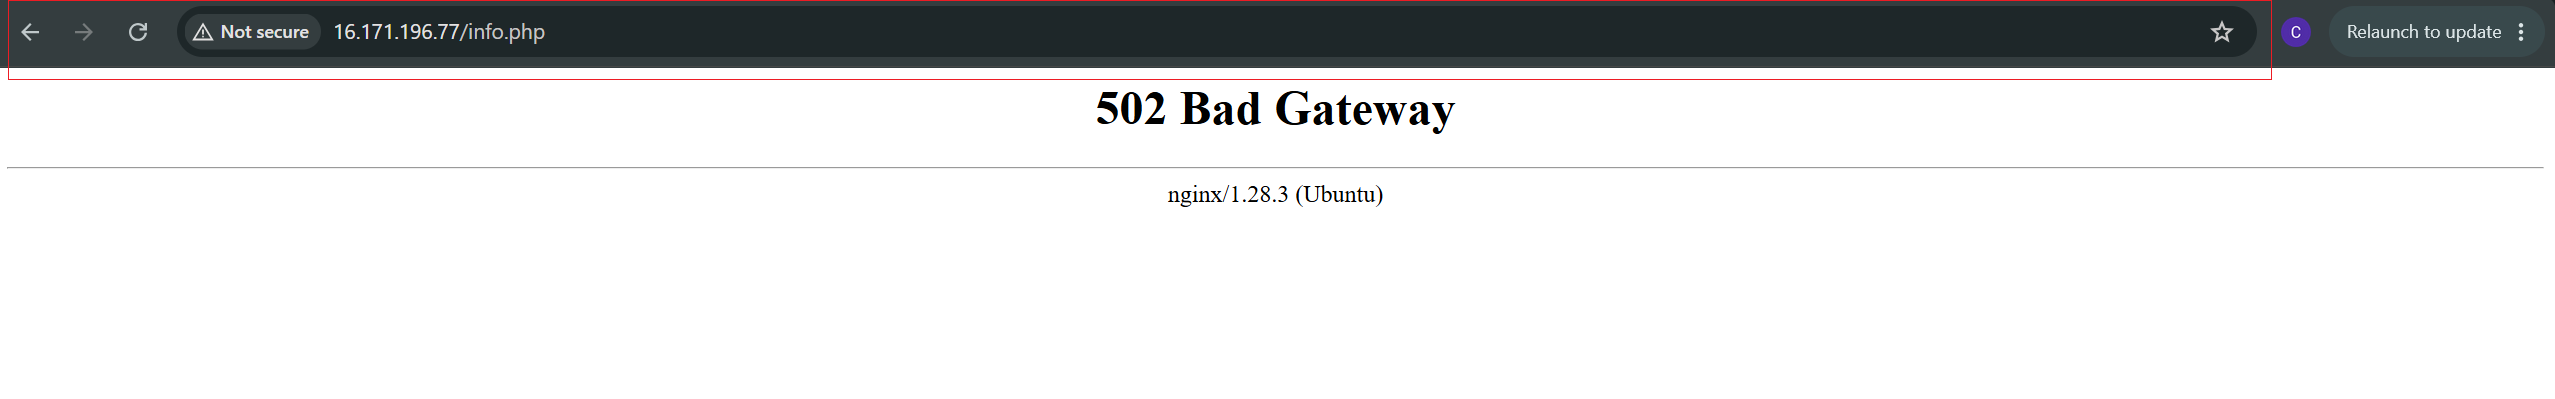 Not secure 16.171.196.77/info.php C Relaunch to update
502 Bad Gateway
nginx/1.28.3 (Ubuntu)